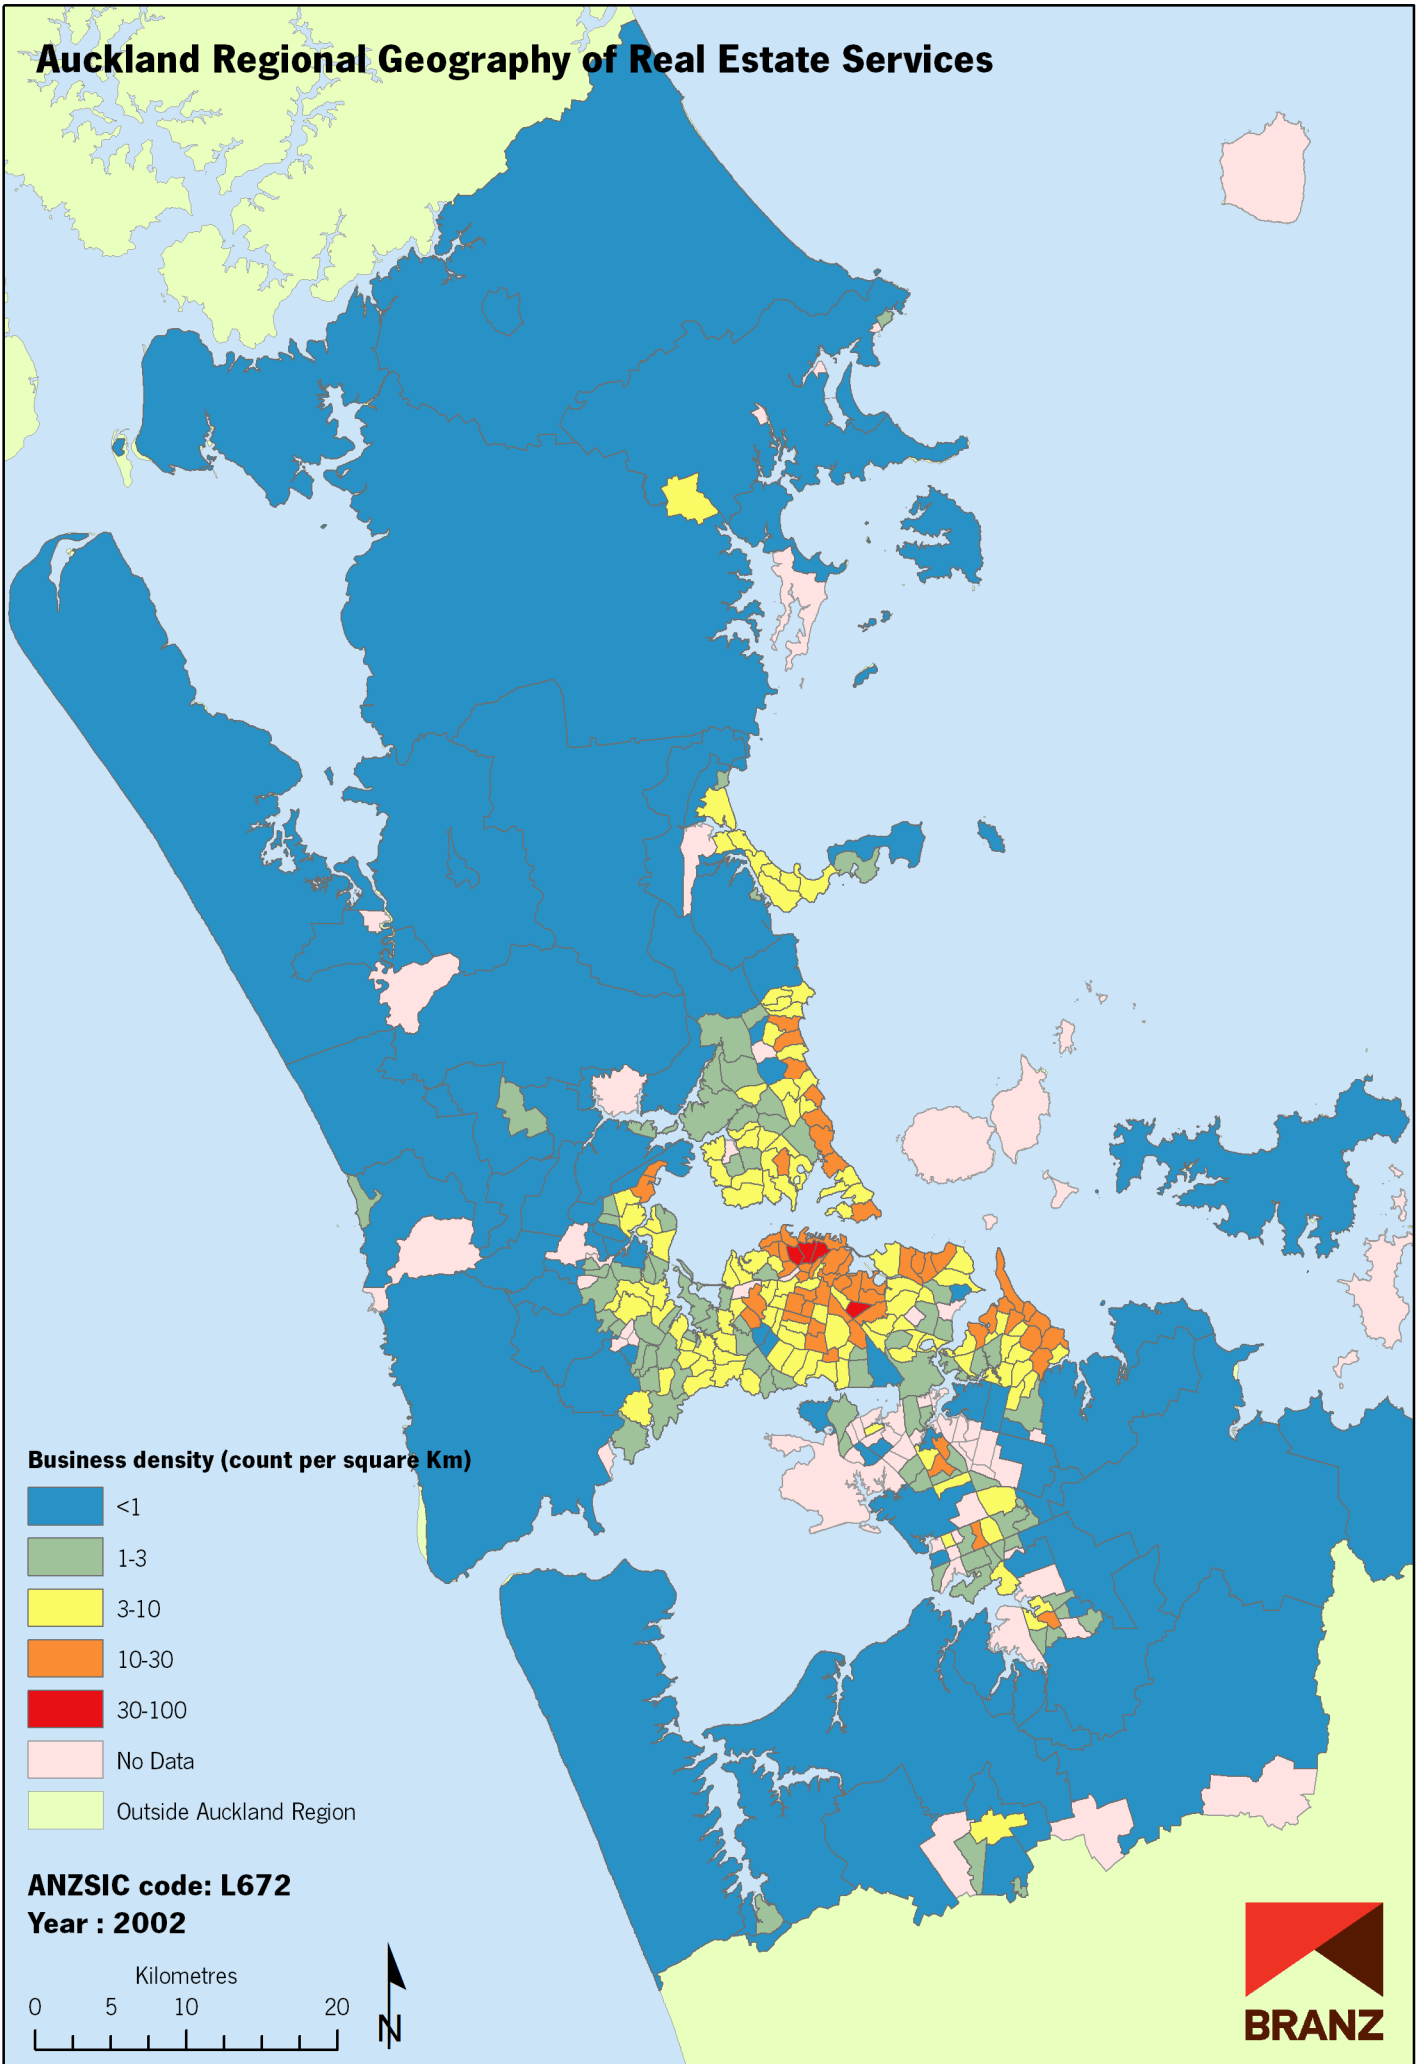 Auckland Regional Geography of Real Estate Services
Business density (count per square Km)
<1
1-3
3-10
10-30
30-100
No Data
Outside Auckland Region
ANZSIC code: L672
Year : 2002
Kilometres
0 5 10 20
N
BRANZ